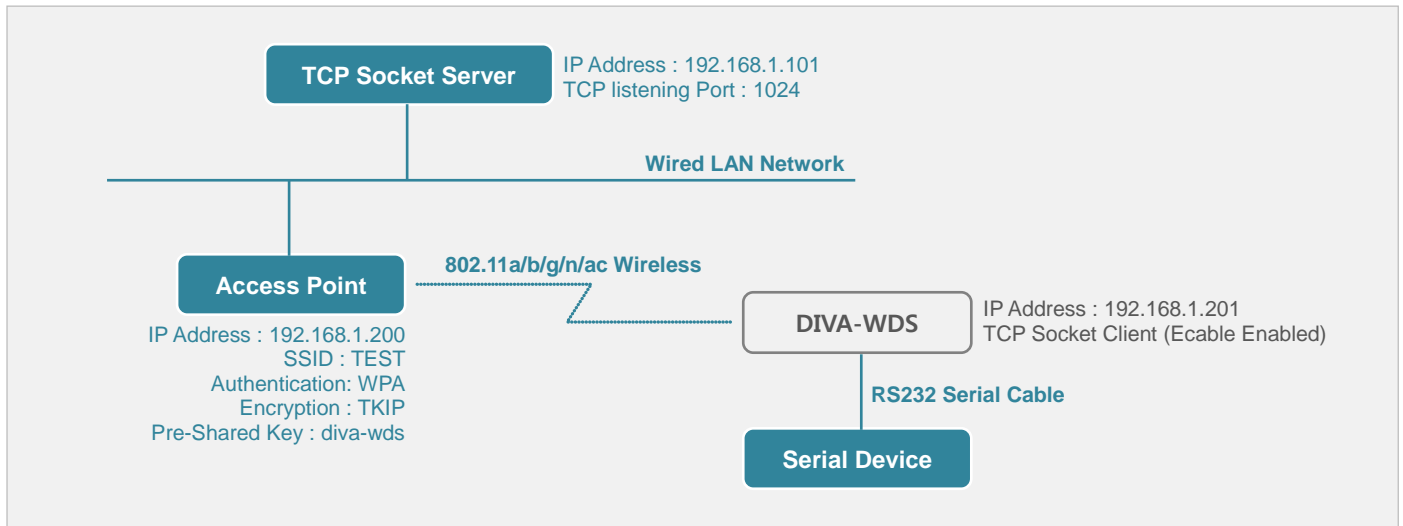 TCP Socket Server
IP Address : 192.168.1.101
TCP listening Port : 1024
Wired LAN Network
802.11a/b/g/n/ac Wireless
Access Point
IP Address : 192.168.1.200
SSID : TEST
Authentication: WPA
Encryption : TKIP
Pre-Shared Key : diva-wds
DIVA-WDS
IP Address : 192.168.1.201
TCP Socket Client (Ecable Enabled)
RS232 Serial Cable
Serial Device